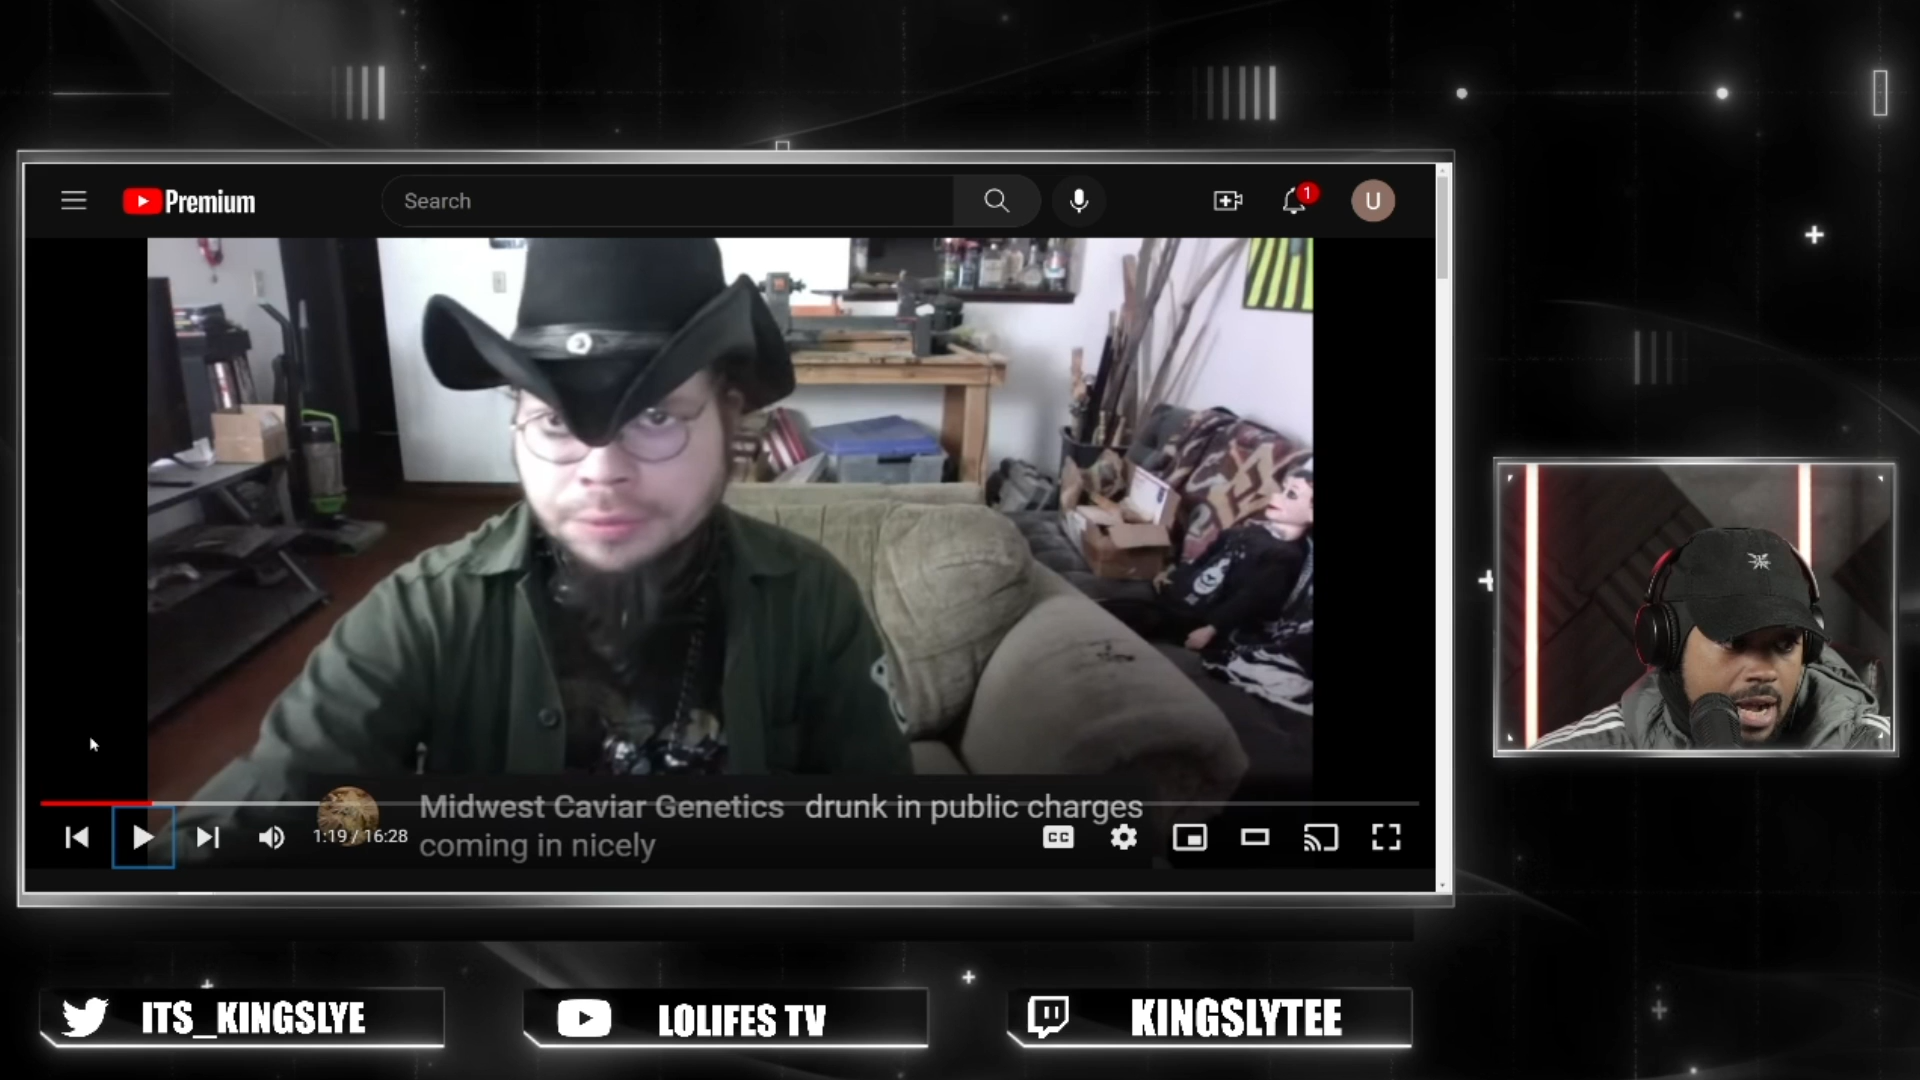 Premium
Search
1
U
Midwest Caviar Genetics drunk in public charges
coming in nicely
1:19 / 16:28
CC
ITS_KINGSLYE
LOLIFES TV
KINGSLYTEE